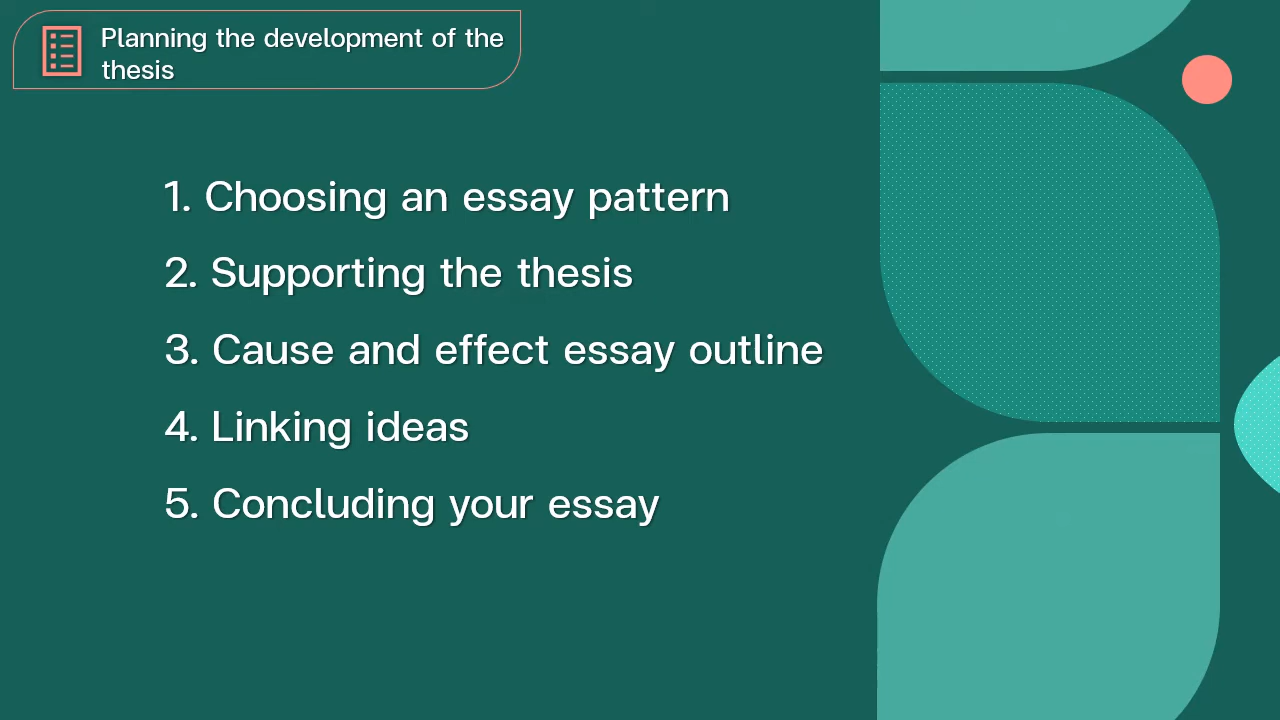 Planning the development of the
thesis
1. Choosing an essay pattern
2. Supporting the thesis
3. Cause and effect essay outline
4. Linking ideas
5. Concluding your essay